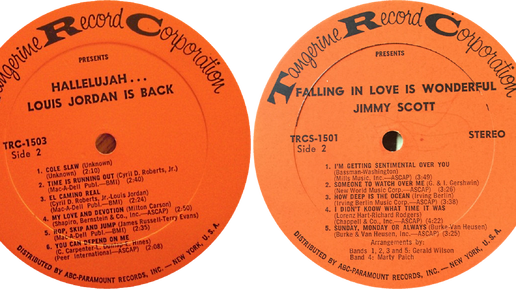 Tangerine Record Corporation
PRESENTS
HALLELUJAH...
LOUIS JORDAN IS BACK
TRC-1503
Side 2
1. COLE SLAW (Unknown)
(Unknown) (2:10)
2. TIME IS RUNNING OUT (Cyril D. Roberts, Jr.)
(Mac-A-Dell Publ.—BMI) (2:40)
3. EL CAMINO REAL
(Cyril D. Roberts, Jr.-Louis Jordan)
(Mac-A-Dell Publ.—BMI)
4. MY LOVE AND DEVOTION (Milton Carson)
(Shapiro, Bernstein & Co., Inc.—ASCAP)
5. HOP, SKIP AND JUMP (James Russell-Terry Evans)
(Mac-A-Dell Publ.—BMI)
6. YOU CAN DEPEND ON ME
(C. Carpenter-L. Dunlap-E. Hines)
(Peer International—ASCAP) (2:08)
DISTRIBUTED BY ABC-PARAMOUNT RECORDS, INC. — NEW YORK, U.S.A.
Tangerine Record Corporation
PRESENTS
FALLING IN LOVE IS WONDERFUL
JIMMY SCOTT
TRCS-1501
Side 2
STEREO
1. I'M GETTING SENTIMENTAL OVER YOU
(Bassman-Washington)
(Mills Music, Inc.—ASCAP) (3:49)
2. SOMEONE TO WATCH OVER ME (G. & I. Gershwin)
(New World Music Corp.—ASCAP) (3:28)
3. HOW DEEP IS THE OCEAN (Irving Berlin)
(Irving Berlin Music Corp.—ASCAP) (3:38)
4. I DIDN'T KNOW WHAT TIME IT WAS
(Lorenz Hart-Richard Rodgers)
(Chappell & Co., Inc.—ASCAP) (4:22)
5. SUNDAY, MONDAY OR ALWAYS (Burke-Van Heusen)
(Burke & Van Heusen, Inc.—ASCAP) (3:25)
Arrangements by:
Bands 1, 2, 3 and 5: Gerald Wilson
Band 4: Marty Paich
DISTRIBUTED BY ABC-PARAMOUNT RECORDS, INC. — NEW YORK, U.S.A.